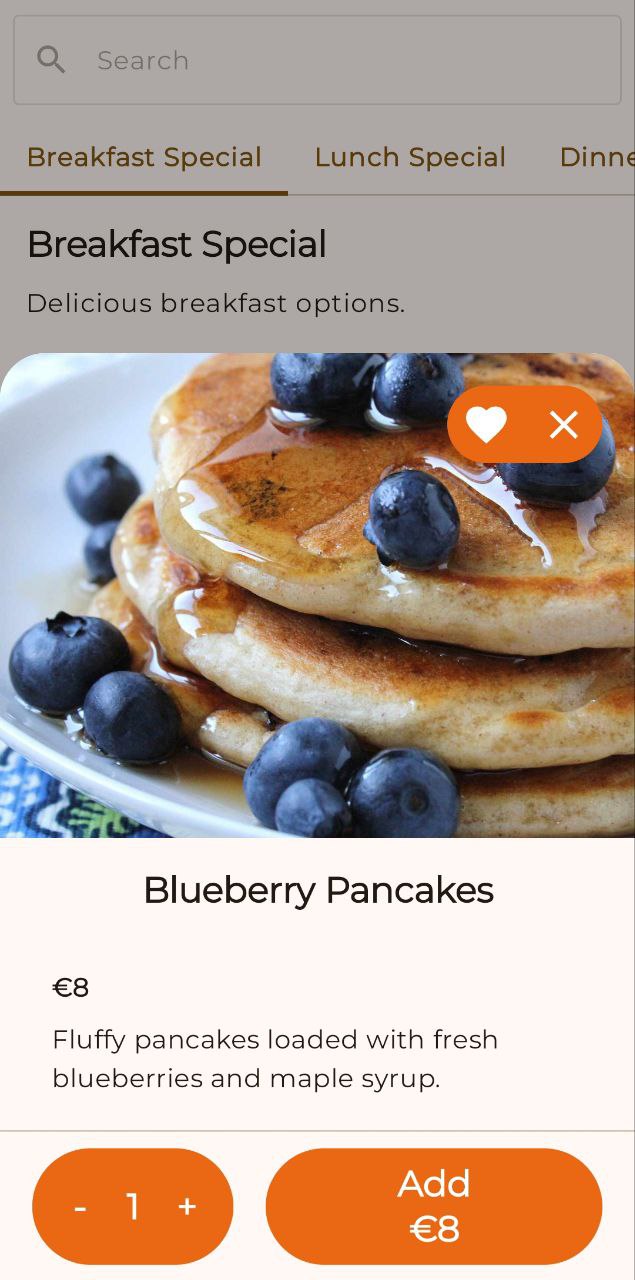 Search
Breakfast Special Lunch Special Dinne
Breakfast Special
Delicious breakfast options.
Blueberry Pancakes
€8
Fluffy pancakes loaded with fresh
blueberries and maple syrup.
- 1 +
Add
€8